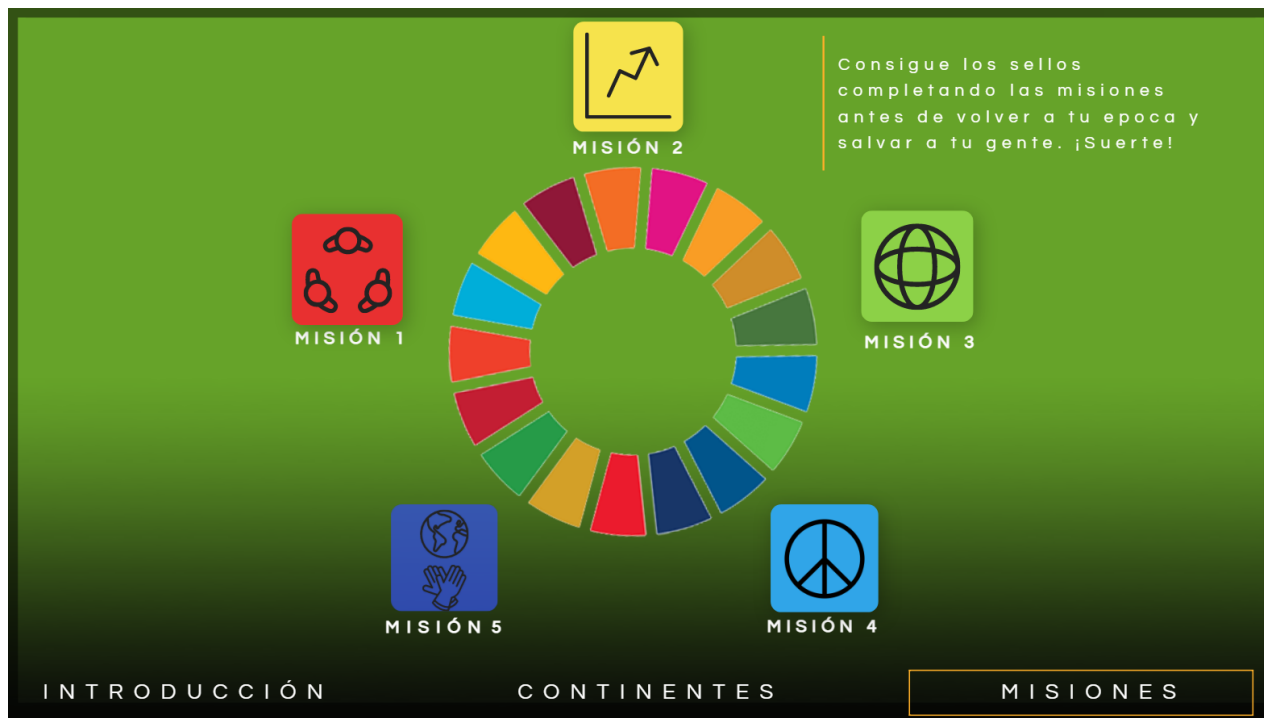 Consigue los sellos
completando las misiones
antes de volver a tu epoca y
salvar a tu gente. ¡Suerte!
MISIÓN 2
MISIÓN 1
MISIÓN 3
MISIÓN 5
MISIÓN 4
INTRODUCCIÓN
CONTINENTES
MISIONES